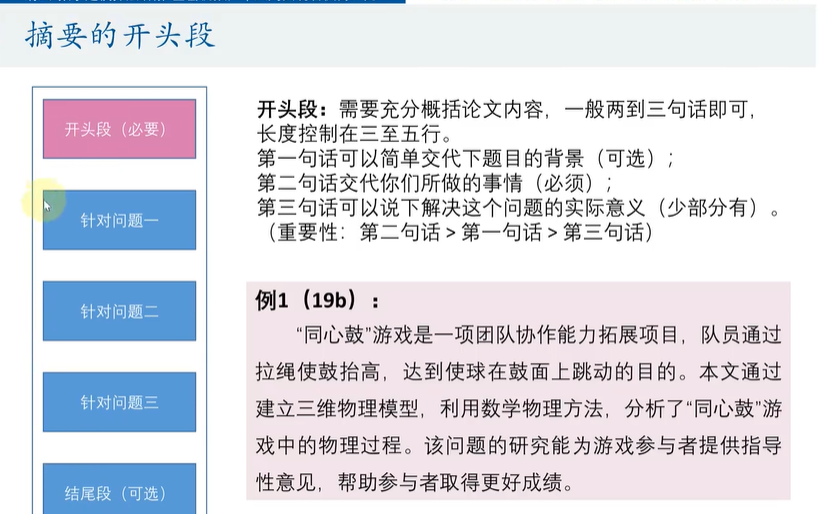 摘要的开头段
开头段（必要）
针对问题一
针对问题二
针对问题三
结尾段（可选）
开头段：需要充分概括论文内容，一般两到三句话即可，
长度控制在三至五行。
第一句话可以简单交代下题目的背景（可选）；
第二句话交代你们所做的事情（必须）；
第三句话可以说下解决这个问题的实际意义（少部分有）。
（重要性：第二句话 > 第一句话 > 第三句话）
例1（19b）：
“同心鼓”游戏是一项团队协作能力拓展项目，队员通过
拉绳使鼓抬高，达到使球在鼓面上跳动的目的。本文通过
建立三维物理模型，利用数学物理方法，分析了“同心鼓”游
戏中的物理过程。该问题的研究能为游戏参与者提供指导
性意见，帮助参与者取得更好成绩。